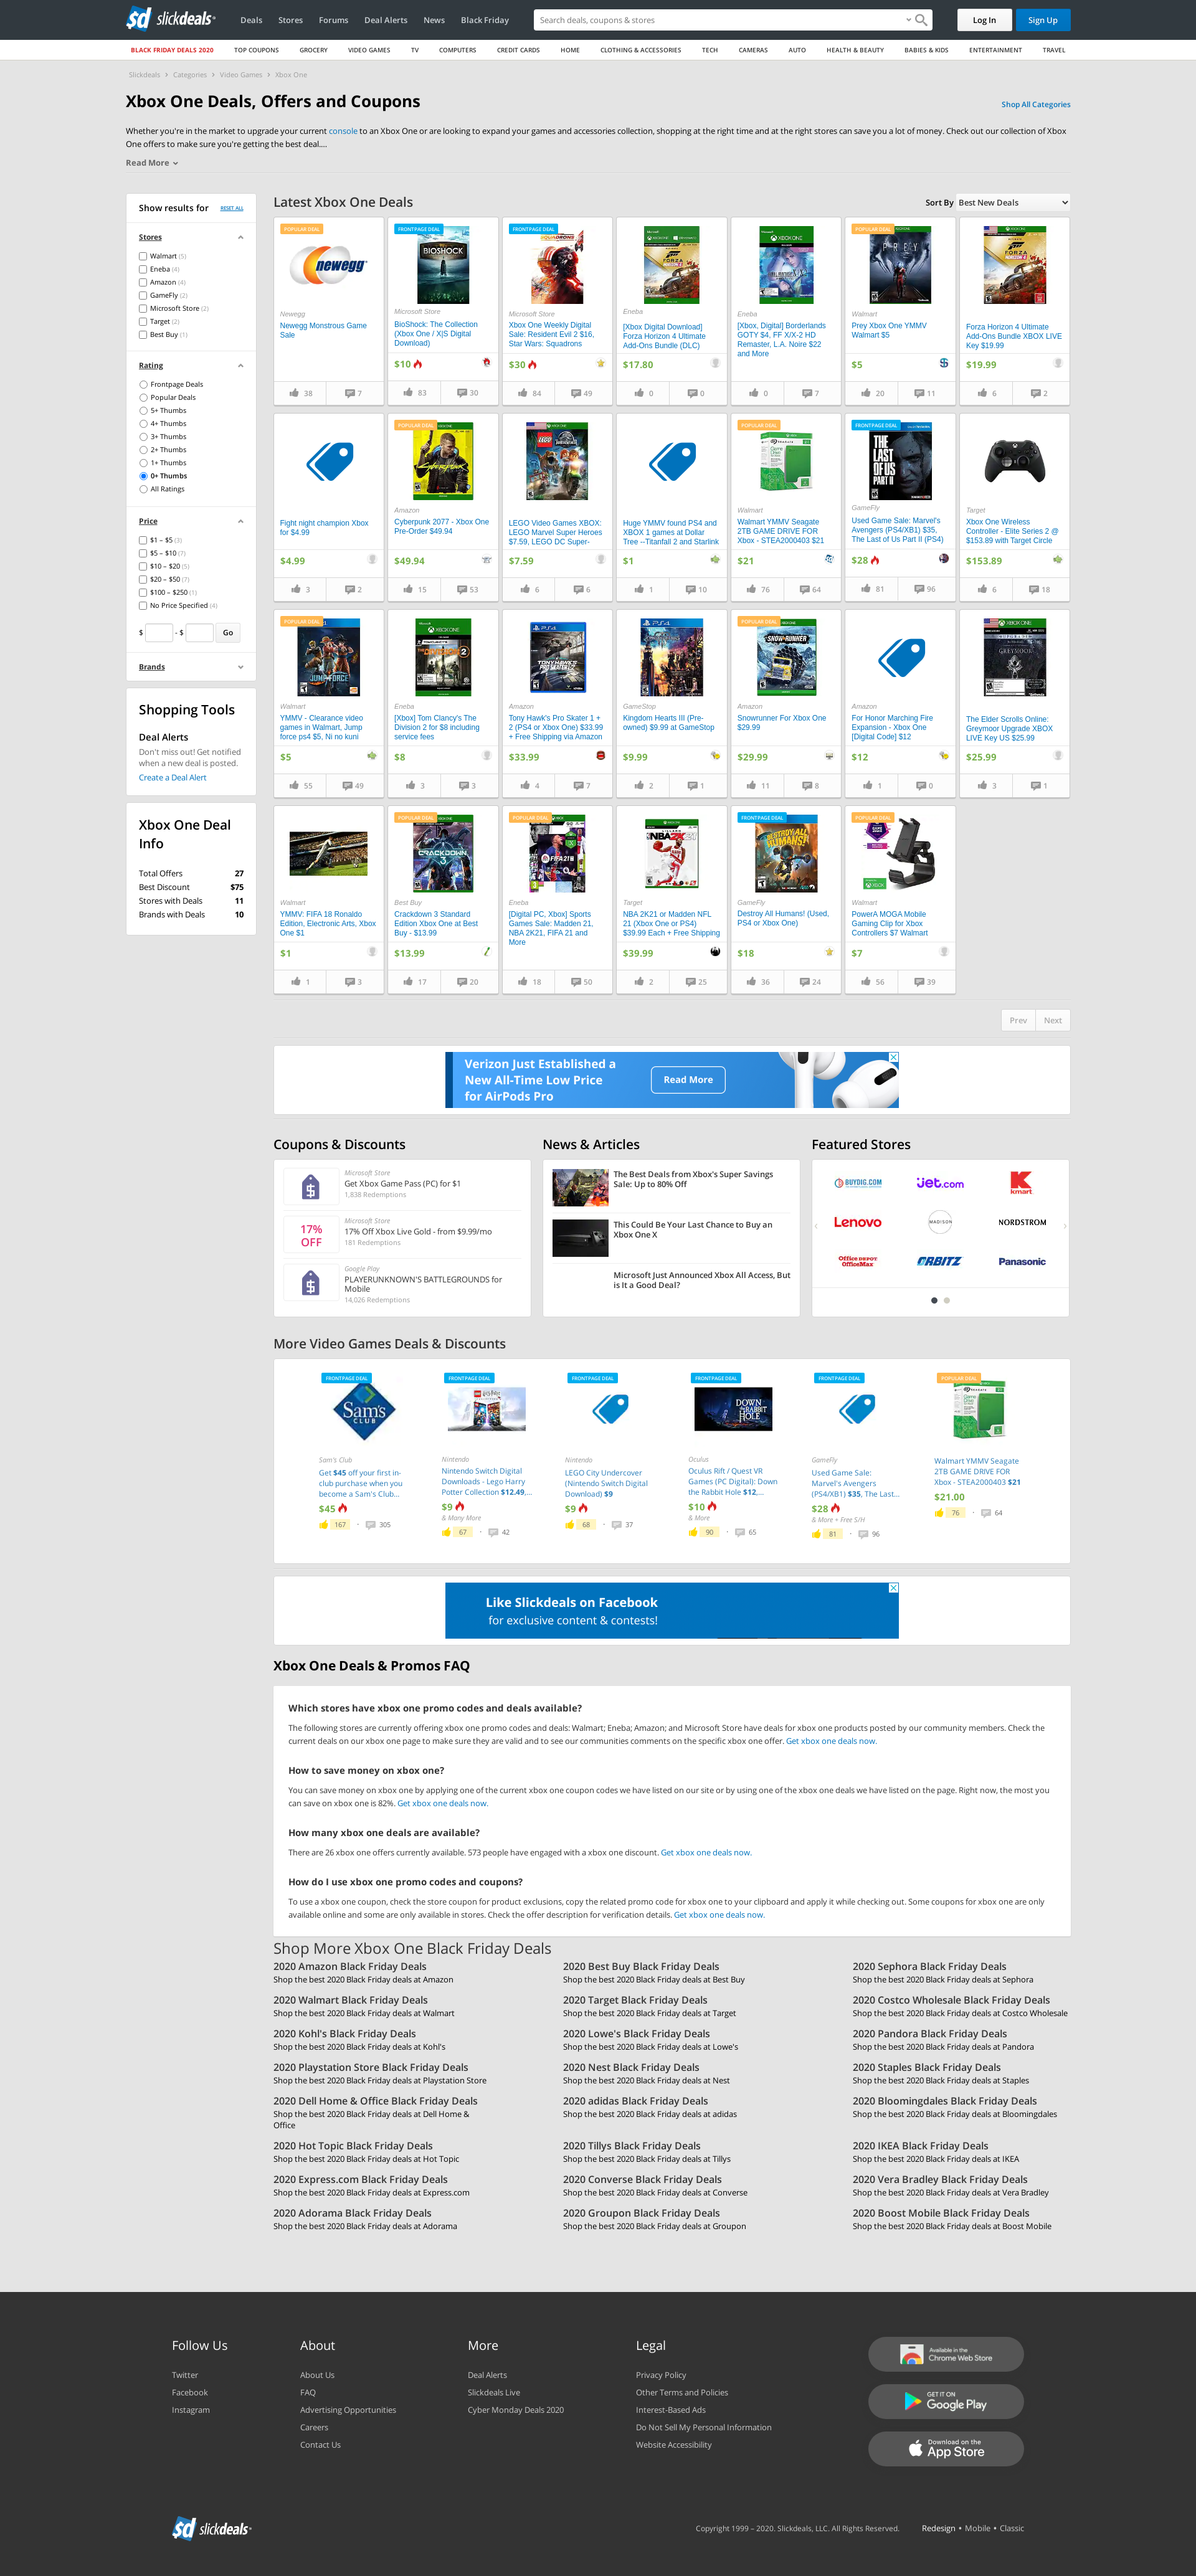 sd slickdeals
Deals Stores Forums Deal Alerts News Black Friday
Search deals, coupons & stores
Log In Sign Up
BLACK FRIDAY DEALS 2020 TOP COUPONS GROCERY VIDEO GAMES TV COMPUTERS CREDIT CARDS HOME CLOTHING & ACCESSORIES TECH CAMERAS AUTO HEALTH & BEAUTY BABIES & KIDS ENTERTAINMENT TRAVEL
Slickdeals Categories Video Games Xbox One
Xbox One Deals, Offers and Coupons
Shop All Categories
Whether you're in the market to upgrade your current console to an Xbox One or are looking to expand your games and accessories collection, shopping at the right time and at the right stores can save you a lot of money. Check out our collection of Xbox
One offers to make sure you're getting the best deal....
Read More
Show results for RESET ALL
Stores
Walmart (5)
Eneba (4)
Amazon (4)
GameFly (2)
Microsoft Store (2)
Target (2)
Best Buy (1)
Rating
Frontpage Deals
Popular Deals
5+ Thumbs
4+ Thumbs
3+ Thumbs
2+ Thumbs
1+ Thumbs
0+ Thumbs
All Ratings
Price
$1 – $5 (3)
$5 – $10 (7)
$10 – $20 (5)
$20 – $50 (7)
$100 – $250 (1)
No Price Specified (4)
$ - $ Go
Brands
Shopping Tools
Deal Alerts
Don't miss out! Get notified
when a new deal is posted.
Create a Deal Alert
Xbox One Deal
Info
Total Offers 27
Best Discount $75
Stores with Deals 11
Brands with Deals 10
Latest Xbox One Deals
Sort By Best New Deals
POPULAR DEAL
newegg
Newegg
Newegg Monstrous Game
Sale
38 7
FRONTPAGE DEAL
BIOSHOCK
Microsoft Store
BioShock: The Collection
(Xbox One / X|S Digital
Download)
$10
83 30
FRONTPAGE DEAL
SQUADRONS
Microsoft Store
Xbox One Weekly Digital
Sale: Resident Evil 2 $16,
Star Wars: Squadrons
$30
84 49
FORZA
Eneba
[Xbox Digital Download]
Forza Horizon 4 Ultimate
Add-Ons Bundle (DLC)
$17.80
0 0
XBOX ONE
Eneba
[Xbox, Digital] Borderlands
GOTY $4, FF X/X-2 HD
Remaster, L.A. Noire $22
and More
0 7
POPULAR DEAL
PREY
Walmart
Prey Xbox One YMMV
Walmart $5
$5
20 11
XBOX ONE
FORZA
Forza Horizon 4 Ultimate
Add-Ons Bundle XBOX LIVE
Key $19.99
$19.99
6 2
Fight night champion Xbox
for $4.99
$4.99
3 2
POPULAR DEAL
Cyberpunk
Amazon
Cyberpunk 2077 - Xbox One
Pre-Order $49.94
$49.94
15 53
LEGO
LEGO Video Games XBOX:
LEGO Marvel Super Heroes
$7.59, LEGO DC Super-
$7.59
6 6
Huge YMMV found PS4 and
XBOX 1 games at Dollar
Tree --Titanfall 2 and Starlink
$1
1 10
POPULAR DEAL
Game Drive
Walmart
Walmart YMMV Seagate
2TB GAME DRIVE FOR
Xbox - STEA2000403 $21
$21
76 64
FRONTPAGE DEAL
THE LAST OF US PART II
GameFly
Used Game Sale: Marvel's
Avengers (PS4/XB1) $35,
The Last of Us Part II (PS4)
$28
81 96
Target
Xbox One Wireless
Controller - Elite Series 2 @
$153.89 with Target Circle
$153.89
6 18
POPULAR DEAL
JUMP FORCE
Walmart
YMMV - Clearance video
games in Walmart, Jump
force ps4 $5, Ni no kuni
$5
55 49
XBOX ONE
Eneba
[Xbox] Tom Clancy's The
Division 2 for $8 including
service fees
$8
3 3
TONY HAWK'S
Amazon
Tony Hawk's Pro Skater 1 +
2 (PS4 or Xbox One) $33.99
+ Free Shipping via Amazon
$33.99
4 7
PS4
GameStop
Kingdom Hearts III (Pre-
owned) $9.99 at GameStop
$9.99
2 1
POPULAR DEAL
SNOWRUNNER
Amazon
Snowrunner For Xbox One
$29.99
$29.99
11 8
Amazon
For Honor Marching Fire
Expansion - Xbox One
[Digital Code] $12
$12
1 0
XBOX ONE
GREYMOOR
The Elder Scrolls Online:
Greymoor Upgrade XBOX
LIVE Key US $25.99
$25.99
3 1
Walmart
YMMV: FIFA 18 Ronaldo
Edition, Electronic Arts, Xbox
One $1
$1
1 3
POPULAR DEAL
CRACKDOWN 3
Best Buy
Crackdown 3 Standard
Edition Xbox One at Best
Buy - $13.99
$13.99
17 20
POPULAR DEAL
FIFA 21
Eneba
[Digital PC, Xbox] Sports
Games Sale: Madden 21,
NBA 2K21, FIFA 21 and
More
18 50
NBA2K
Target
NBA 2K21 or Madden NFL
21 (Xbox One or PS4)
$39.99 Each + Free Shipping
$39.99
2 25
FRONTPAGE DEAL
DESTROY ALL HUMANS!
GameFly
Destroy All Humans! (Used,
PS4 or Xbox One)
$18
36 24
POPULAR DEAL
Walmart
PowerA MOGA Mobile
Gaming Clip for Xbox
Controllers $7 Walmart
$7
56 39
Prev Next
Verizon Just Established a
New All-Time Low Price
for AirPods Pro
Read More
Coupons & Discounts
Microsoft Store
Get Xbox Game Pass (PC) for $1
1,838 Redemptions
17%
OFF
Microsoft Store
17% Off Xbox Live Gold - from $9.99/mo
181 Redemptions
Google Play
PLAYERUNKNOWN'S BATTLEGROUNDS for
Mobile
14,026 Redemptions
News & Articles
The Best Deals from Xbox's Super Savings
Sale: Up to 80% Off
This Could Be Your Last Chance to Buy an
Xbox One X
Microsoft Just Announced Xbox All Access, But
is It a Good Deal?
Featured Stores
BUYDIG.COM jet.com kmart
Lenovo MADISON NORDSTROM
Office DEPOT OfficeMax ORBITZ Panasonic
More Video Games Deals & Discounts
FRONTPAGE DEAL
Sam's CLUB
Sam's Club
Get $45 off your first in-
club purchase when you
become a Sam's Club...
$45
167 · 305
FRONTPAGE DEAL
Nintendo
Nintendo Switch Digital
Downloads - Lego Harry
Potter Collection $12.49,...
$9
& Many More
67 · 42
FRONTPAGE DEAL
Nintendo
LEGO City Undercover
(Nintendo Switch Digital
Download) $9
$9
68 · 37
FRONTPAGE DEAL
DOWN THE RABBIT HOLE
Oculus
Oculus Rift / Quest VR
Games (PC Digital): Down
the Rabbit Hole $12,...
$10
& More
90 · 65
FRONTPAGE DEAL
GameFly
Used Game Sale:
Marvel's Avengers
(PS4/XB1) $35, The Last...
$28
& More + Free S/H
81 · 96
POPULAR DEAL
Walmart YMMV Seagate
2TB GAME DRIVE FOR
Xbox - STEA2000403 $21
$21.00
76 · 64
Like Slickdeals on Facebook
for exclusive content & contests!
Xbox One Deals & Promos FAQ
Which stores have xbox one promo codes and deals available?
The following stores are currently offering xbox one promo codes and deals: Walmart; Eneba; Amazon; and Microsoft Store have deals for xbox one products posted by our community members. Check the
current deals on our xbox one page to make sure they are valid and to see our communities comments on the specific xbox one offer. Get xbox one deals now.
How to save money on xbox one?
You can save money on xbox one by applying one of the current xbox one coupon codes we have listed on our site or by using one of the xbox one deals we have listed on the page. Right now, the most you
can save on xbox one is 82%. Get xbox one deals now.
How many xbox one deals are available?
There are 26 xbox one offers currently available. 573 people have engaged with a xbox one discount. Get xbox one deals now.
How do I use xbox one promo codes and coupons?
To use a xbox one coupon, check the store coupon for product exclusions, copy the related promo code for xbox one to your clipboard and apply it while checking out. Some coupons for xbox one are only
available online and some are only available in stores. Check the offer description for verification details. Get xbox one deals now.
Shop More Xbox One Black Friday Deals
2020 Amazon Black Friday Deals
Shop the best 2020 Black Friday deals at Amazon
2020 Best Buy Black Friday Deals
Shop the best 2020 Black Friday deals at Best Buy
2020 Sephora Black Friday Deals
Shop the best 2020 Black Friday deals at Sephora
2020 Walmart Black Friday Deals
Shop the best 2020 Black Friday deals at Walmart
2020 Target Black Friday Deals
Shop the best 2020 Black Friday deals at Target
2020 Costco Wholesale Black Friday Deals
Shop the best 2020 Black Friday deals at Costco Wholesale
2020 Kohl's Black Friday Deals
Shop the best 2020 Black Friday deals at Kohl's
2020 Lowe's Black Friday Deals
Shop the best 2020 Black Friday deals at Lowe's
2020 Pandora Black Friday Deals
Shop the best 2020 Black Friday deals at Pandora
2020 Playstation Store Black Friday Deals
Shop the best 2020 Black Friday deals at Playstation Store
2020 Nest Black Friday Deals
Shop the best 2020 Black Friday deals at Nest
2020 Staples Black Friday Deals
Shop the best 2020 Black Friday deals at Staples
2020 Dell Home & Office Black Friday Deals
Shop the best 2020 Black Friday deals at Dell Home &
Office
2020 adidas Black Friday Deals
Shop the best 2020 Black Friday deals at adidas
2020 Bloomingdales Black Friday Deals
Shop the best 2020 Black Friday deals at Bloomingdales
2020 Hot Topic Black Friday Deals
Shop the best 2020 Black Friday deals at Hot Topic
2020 Tillys Black Friday Deals
Shop the best 2020 Black Friday deals at Tillys
2020 IKEA Black Friday Deals
Shop the best 2020 Black Friday deals at IKEA
2020 Express.com Black Friday Deals
Shop the best 2020 Black Friday deals at Express.com
2020 Converse Black Friday Deals
Shop the best 2020 Black Friday deals at Converse
2020 Vera Bradley Black Friday Deals
Shop the best 2020 Black Friday deals at Vera Bradley
2020 Adorama Black Friday Deals
Shop the best 2020 Black Friday deals at Adorama
2020 Groupon Black Friday Deals
Shop the best 2020 Black Friday deals at Groupon
2020 Boost Mobile Black Friday Deals
Shop the best 2020 Black Friday deals at Boost Mobile
Follow Us
Twitter
Facebook
Instagram
About
About Us
FAQ
Advertising Opportunities
Careers
Contact Us
More
Deal Alerts
Slickdeals Live
Cyber Monday Deals 2020
Legal
Privacy Policy
Other Terms and Policies
Interest-Based Ads
Do Not Sell My Personal Information
Website Accessibility
Available in the
Chrome Web Store
GET IT ON
Google Play
Download on the
App Store
sd slickdeals
Copyright 1999 – 2020. Slickdeals, LLC. All Rights Reserved. Redesign • Mobile • Classic